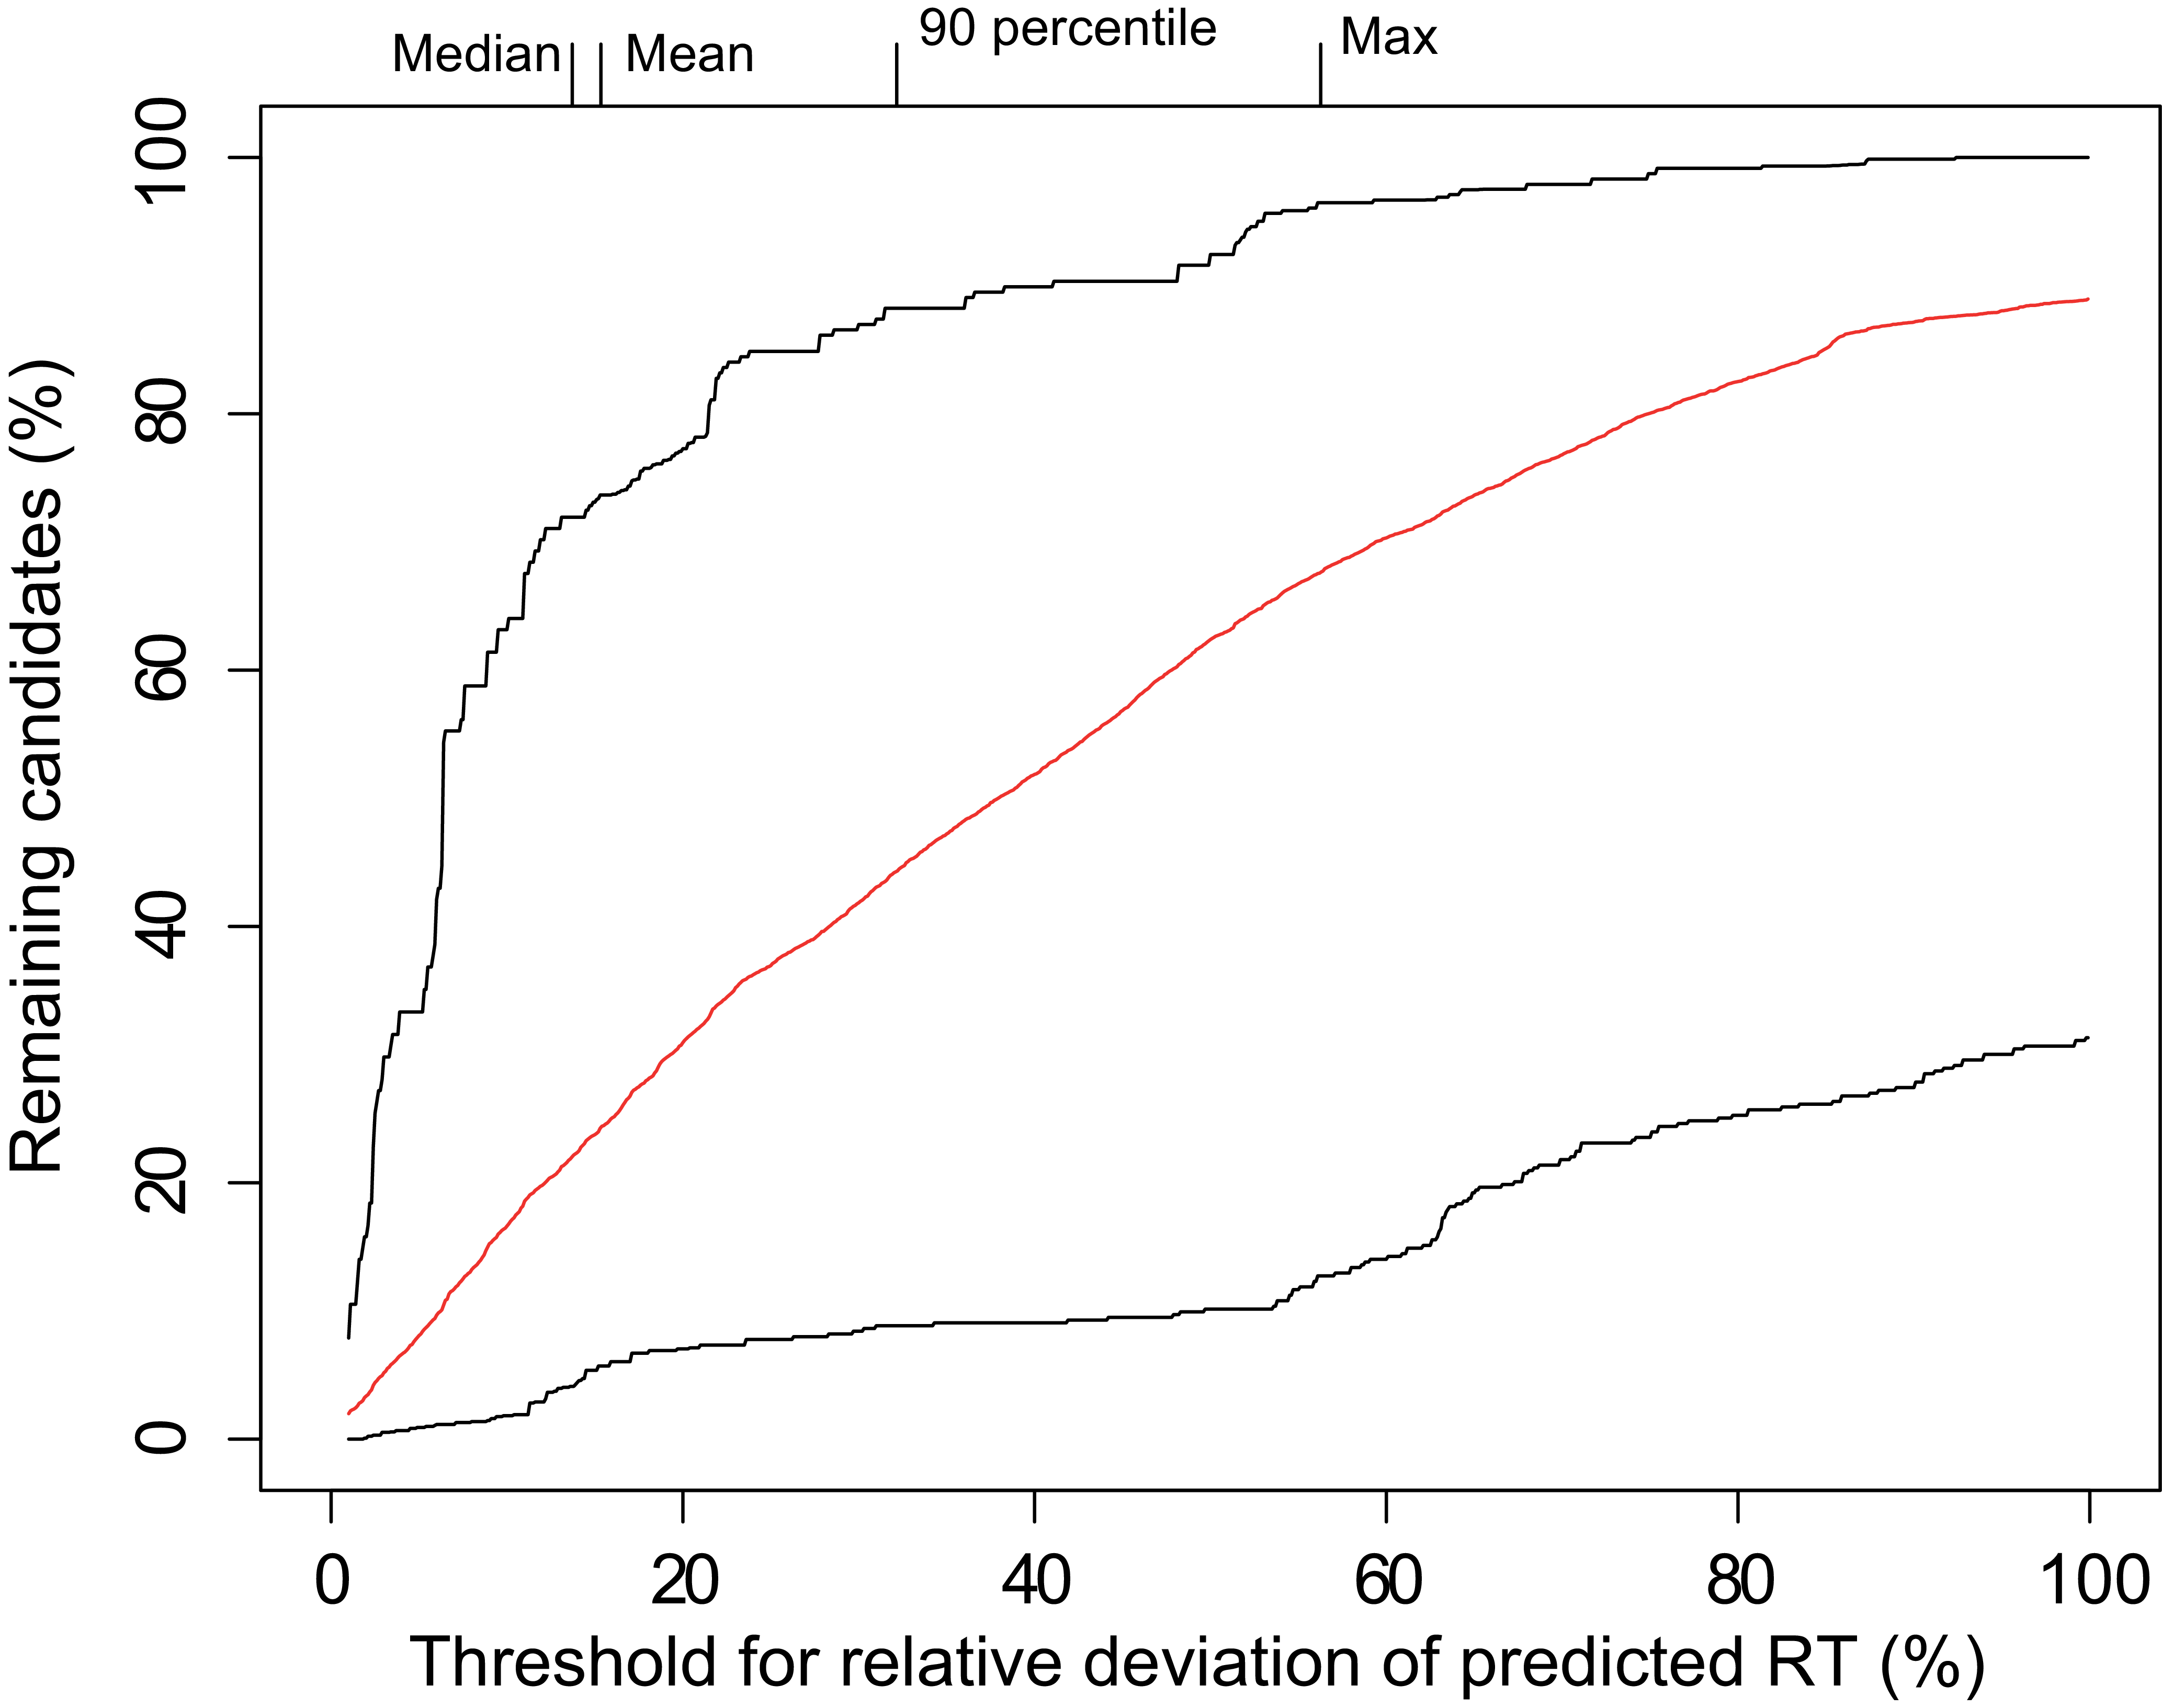 Median
Mean
90 percentile
Max
Remaining candidates (%)
100
80
60
40
20
0
0
20
40
60
80
100
Threshold for relative deviation of predicted RT (%)